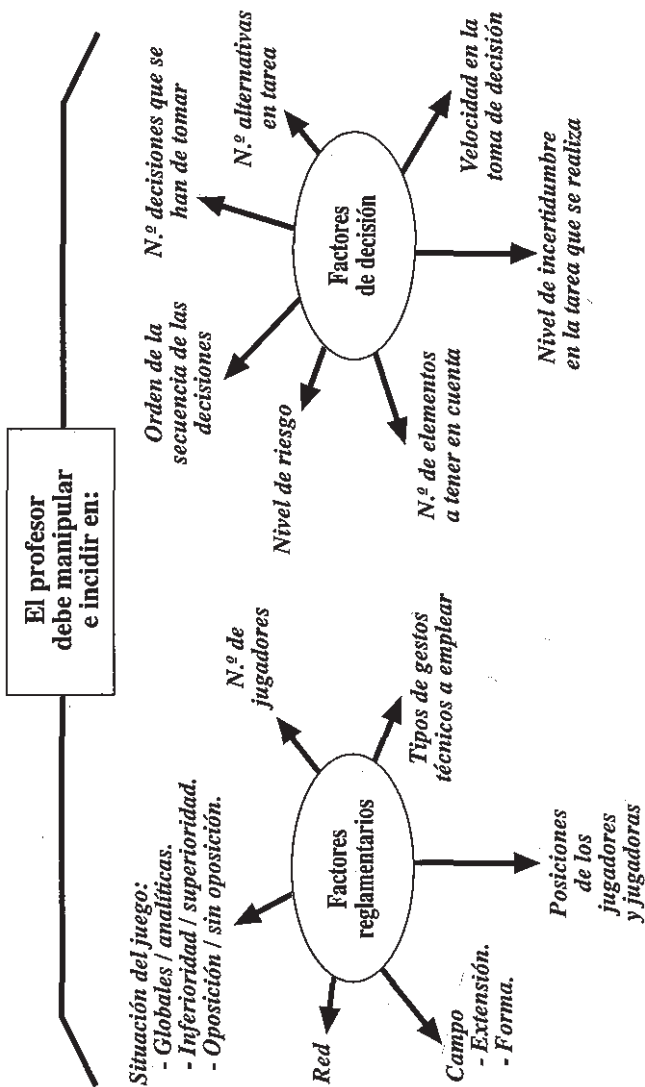 El profesor
debe manipular
e incidir en:
Situación del juego:
- Globales / analíticas.
- Inferioridad / superioridad.
- Oposición / sin oposición.
N.º de
jugadores
Red
Factores
reglamentarios
Tipos de gestos
técnicos a emplear
Campo
- Extensión.
- Forma.
Posiciones
de los
jugadores
y jugadoras
Orden de la
secuencia de las
decisiones
N.º decisiones que se
han de tomar
N.º alternativas
en tarea
Nivel de riesgo
Factores
de decisión
Velocidad en la
toma de decisión
N.º de elementos
a tener en cuenta
Nivel de incertidumbre
en la tarea que se realiza